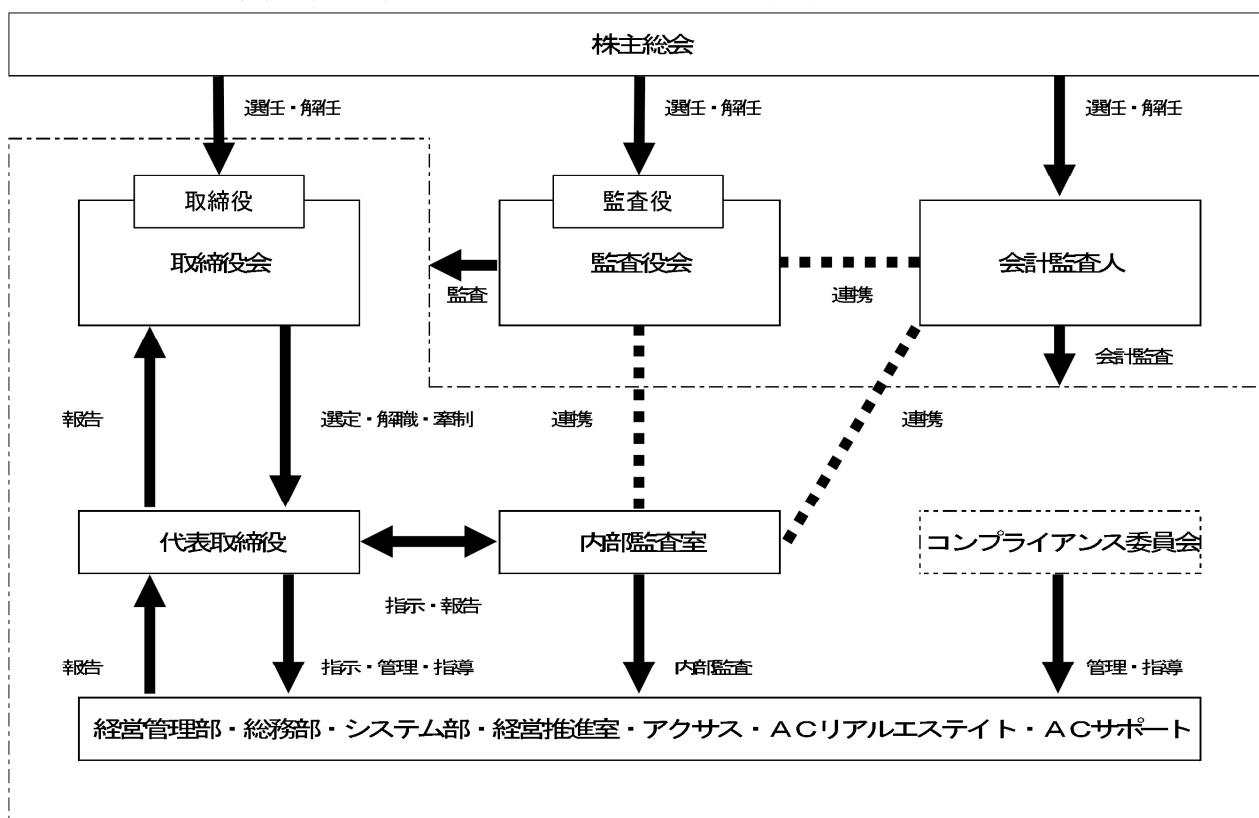 株主総会
選任・解任
選任・解任
選任・解任
取締役
監査役
取締役会
監査役会
会計監査人
監査
連携
会計監査
報告
選定・解職・牽制
連携
連携
代表取締役
内部監査室
コンプライアンス委員会
指示・報告
報告
指示・管理・指導
内部監査
管理・指導
経営管理部・総務部・システム部・経営推進室・アクサス・ACリアルエステイト・ACサポート